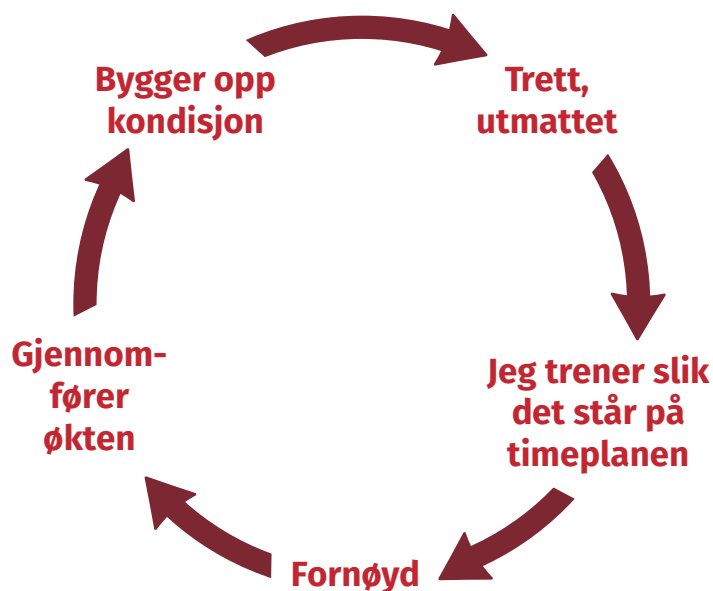 Bygger opp
kondisjon
Trett,
utmattet
Jeg trener slik
det står på
timeplanen
Fornøyd
Gjennom-
fører
økten